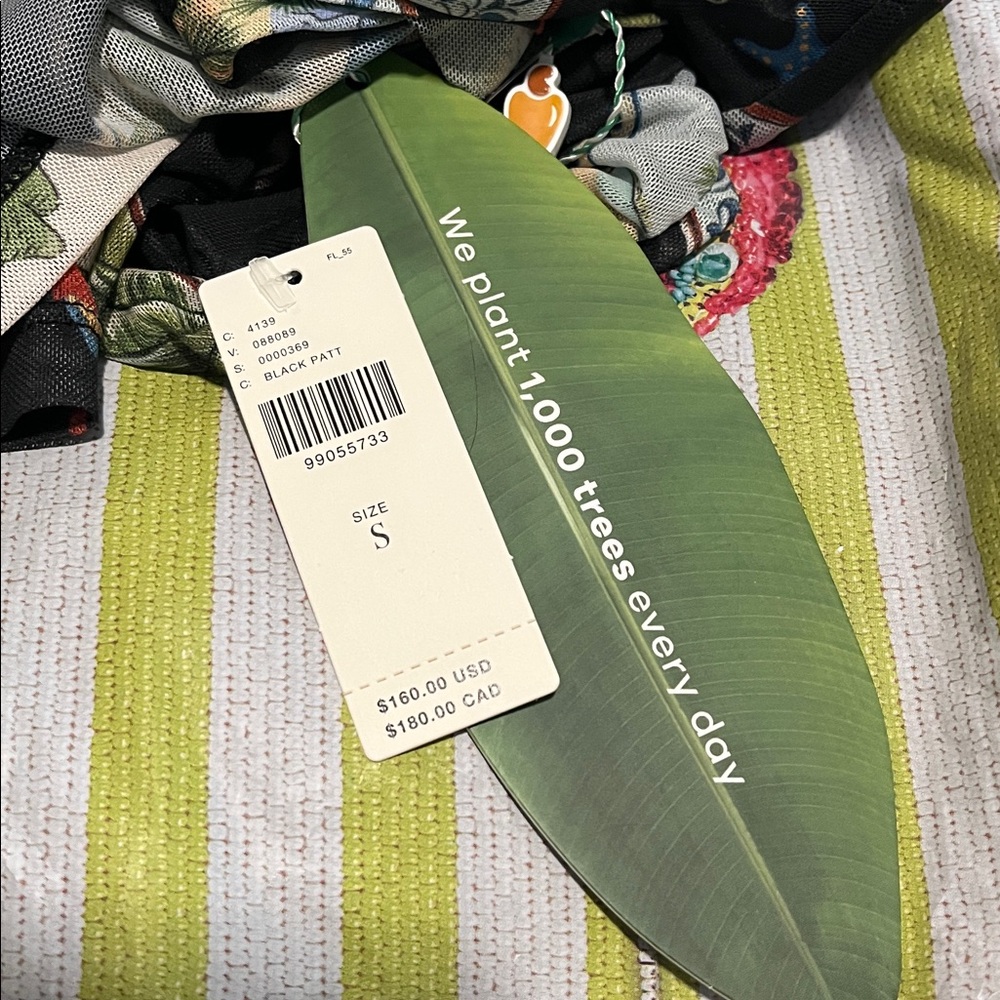 FL_55
C: 4139
V: 088089
S: 0000369
C: BLACK PATT
99055733
SIZE
S
$160.00 USD
$180.00 CAD
We plant 1,000 trees every day